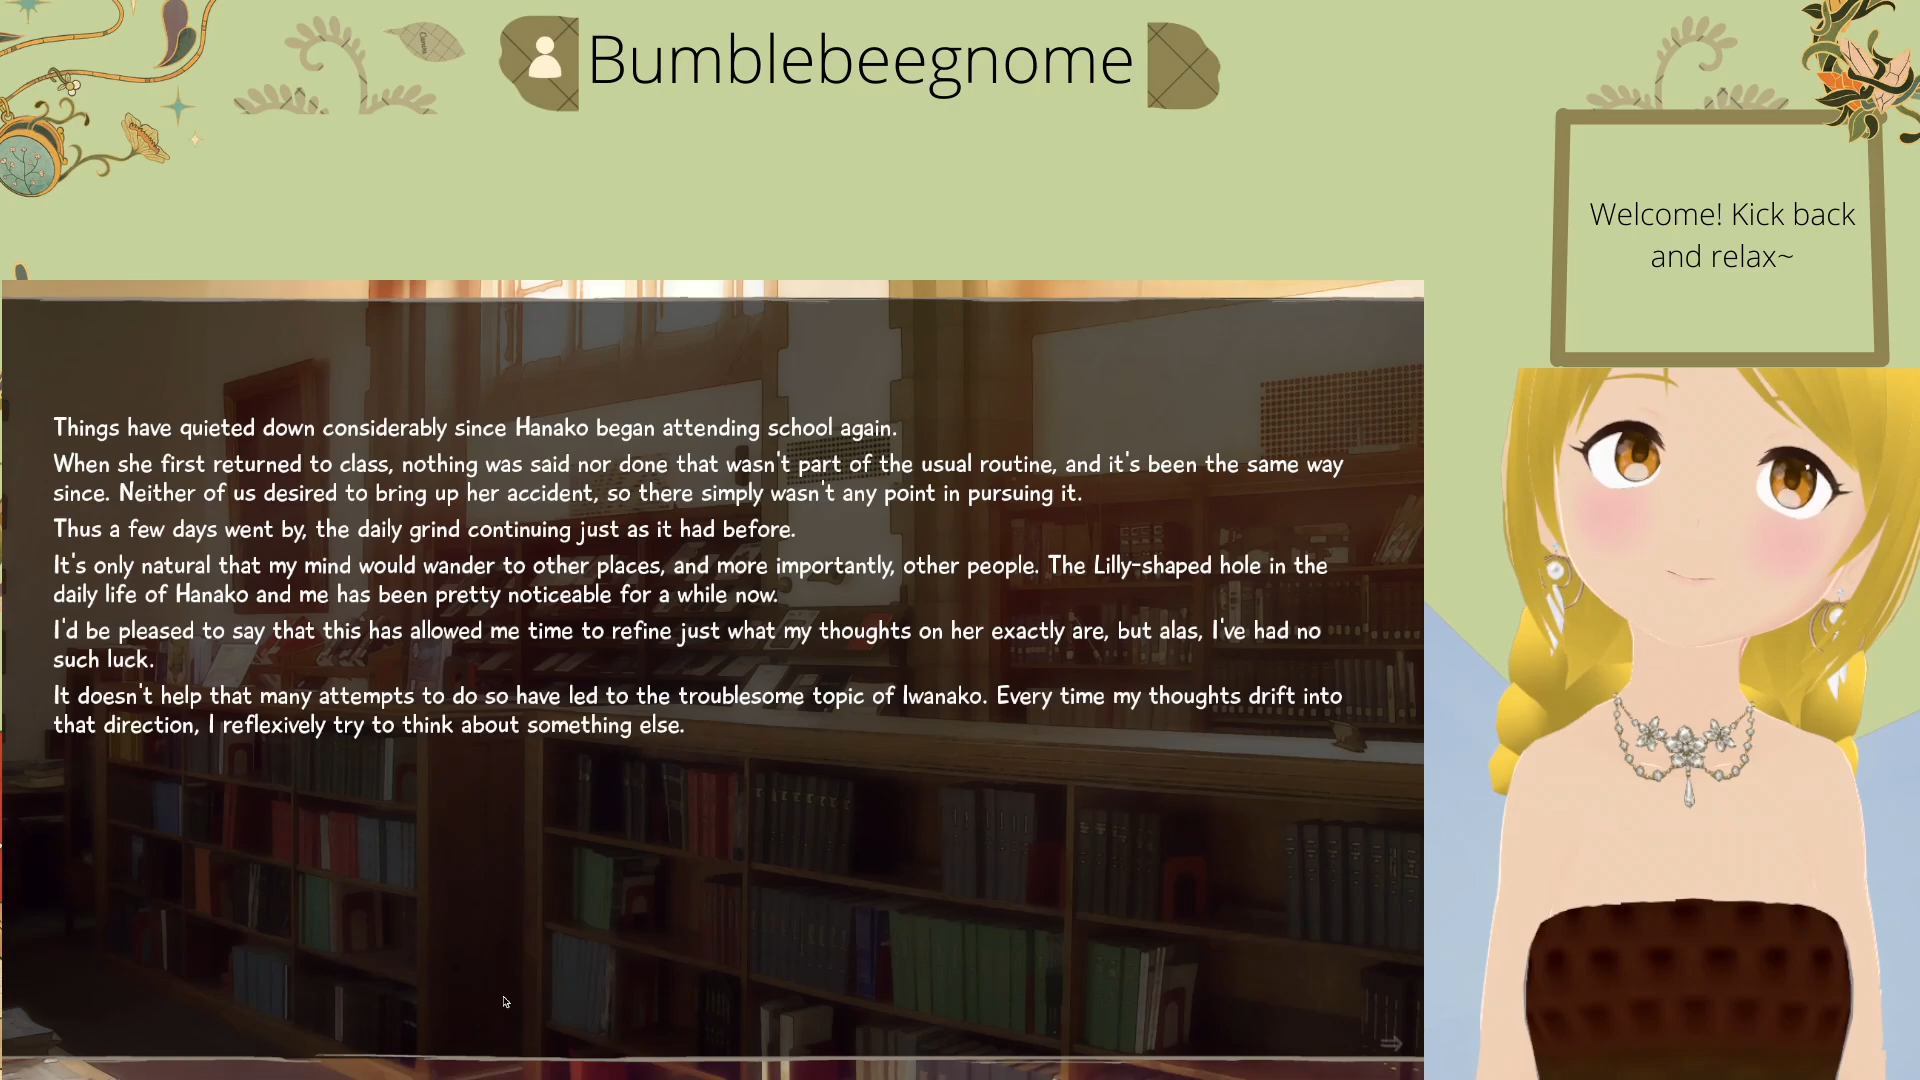 Bumblebeegnome
Welcome! Kick back
and relax~
Things have quieted down considerably since Hanako began attending school again.
When she first returned to class, nothing was said nor done that wasn't part of the usual routine, and it's been the same way
since. Neither of us desired to bring up her accident, so there simply wasn't any point in pursuing it.
Thus a few days went by, the daily grind continuing just as it had before.
It's only natural that my mind would wander to other places, and more importantly, other people. The Lilly-shaped hole in the
daily life of Hanako and me has been pretty noticeable for a while now.
I'd be pleased to say that this has allowed me time to refine just what my thoughts on her exactly are, but alas, I've had no
such luck.
It doesn't help that many attempts to do so have led to the troublesome topic of Iwanako. Every time my thoughts drift into
that direction, I reflexively try to think about something else.